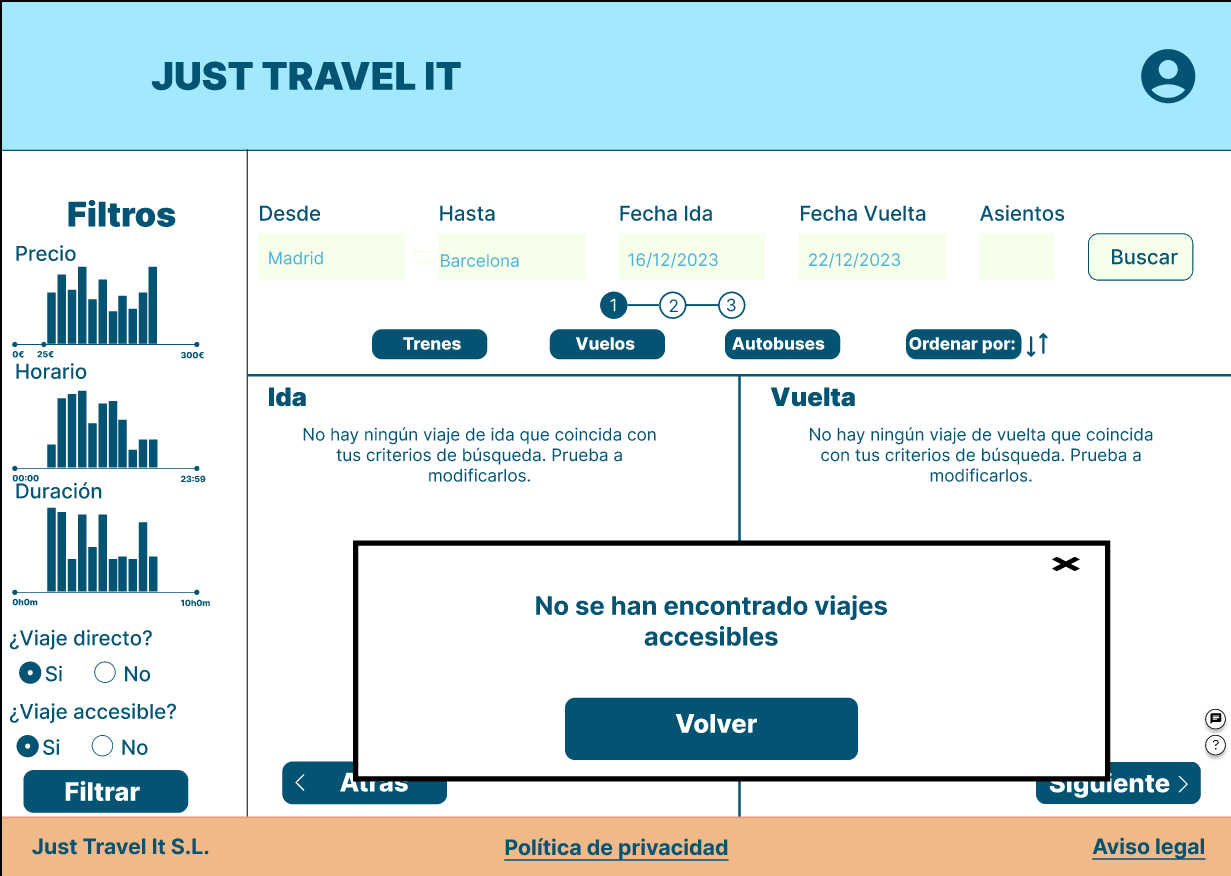 JUST TRAVEL IT
Filtros
Precio
0€ 25€ 300€
Horario
00:00 23:59
Duración
0h0m 10h0m
¿Viaje directo?
Si No
¿Viaje accesible?
Si No
Filtrar
Desde Hasta Fecha Ida Fecha Vuelta Asientos
Madrid Barcelona 16/12/2023 22/12/2023 Buscar
1 2 3
Trenes Vuelos Autobuses Ordenar por:
Ida
No hay ningún viaje de ida que coincida con
tus criterios de búsqueda. Prueba a
modificarlos.
Vuelta
No hay ningún viaje de vuelta que coincida
con tus criterios de búsqueda. Prueba a
modificarlos.
No se han encontrado viajes
accesibles
Volver
Atrás Siguiente
?
Just Travel It S.L. Política de privacidad Aviso legal